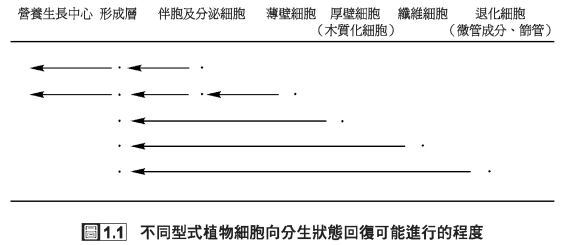 營養生長中心 形成層 伴胞及分泌細胞 薄壁細胞 厚壁細胞 纖維細胞 退化細胞
（木質化細胞） （微管成分、篩管）
圖1.1 不同型式植物細胞向分生狀態回復可能進行的程度